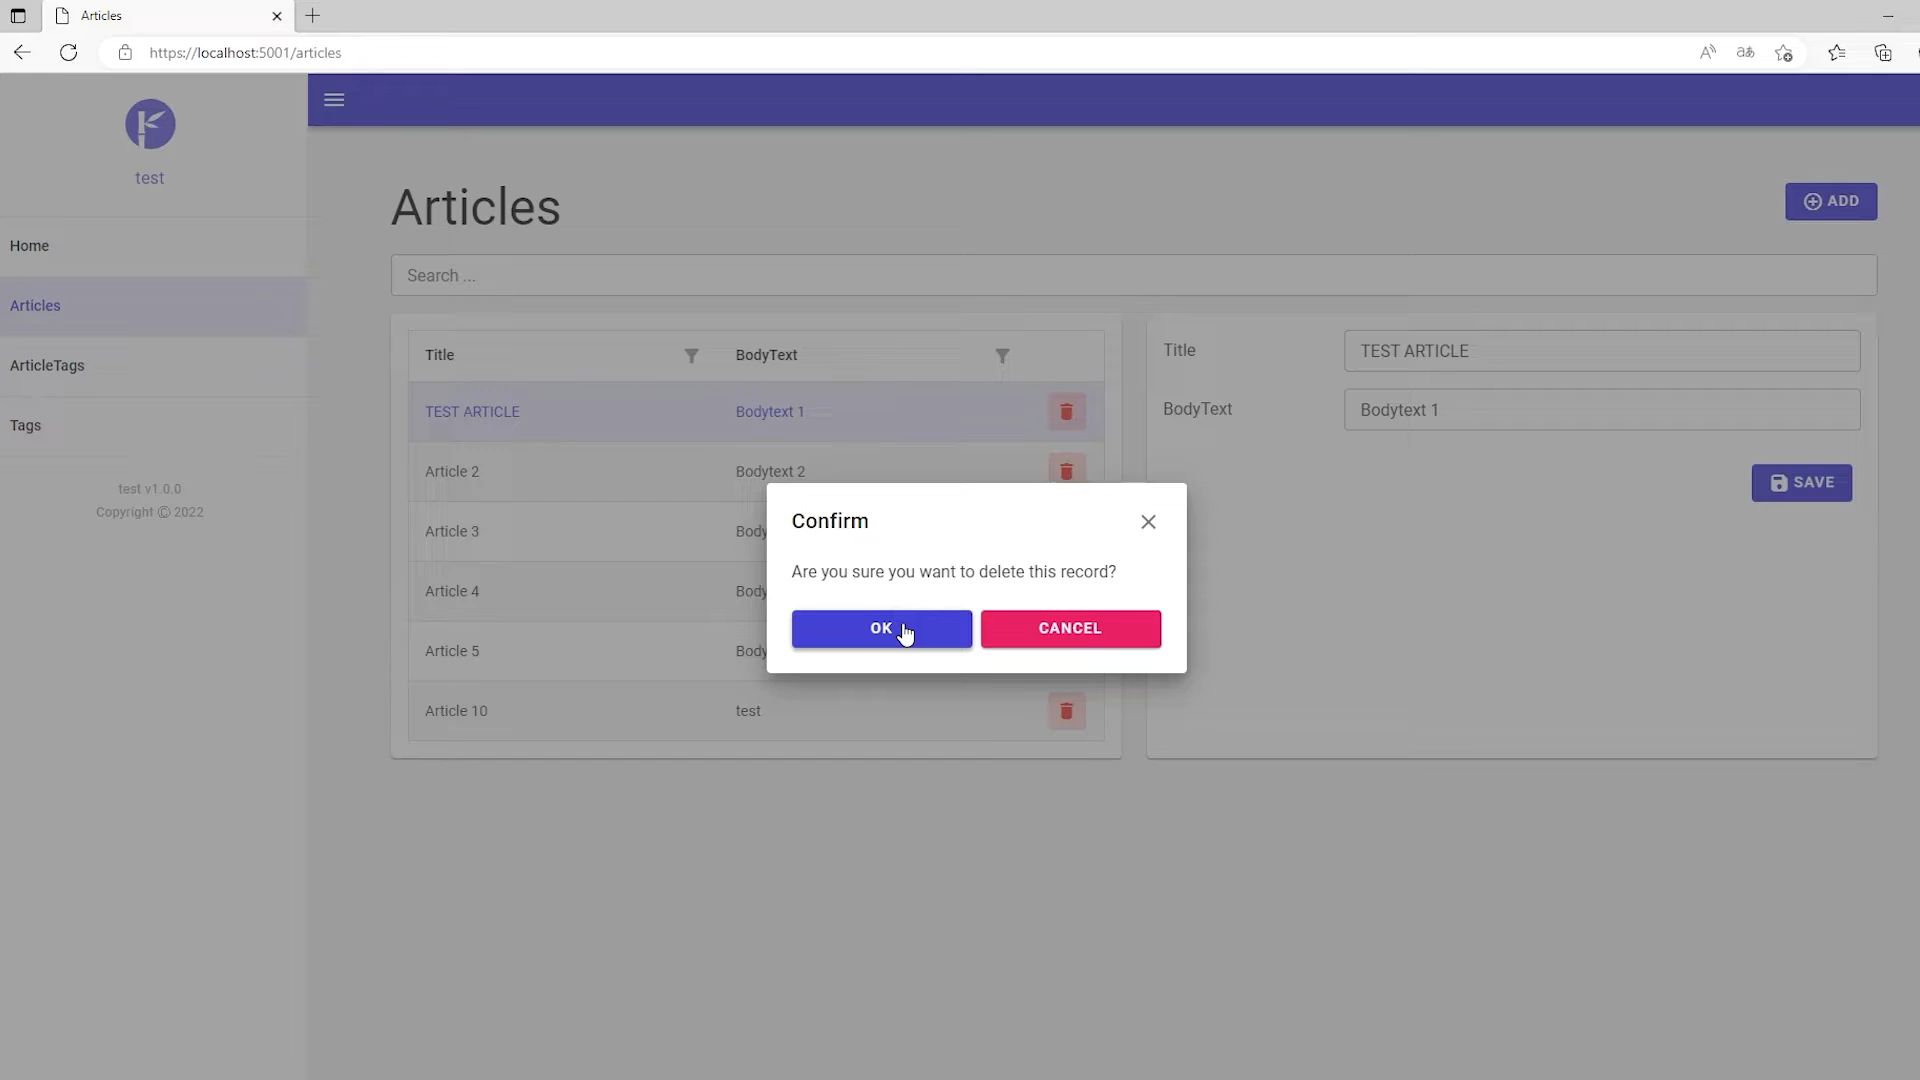 Articles
https://localhost:5001/articles
test
Home
Articles
ArticleTags
Tags
test v1.0.0
Copyright © 2022
Articles
ADD
Search ...
Title BodyText
TEST ARTICLE Bodytext 1
Article 2 Bodytext 2
Article 3
Article 4
Article 5
Article 10 test
Title TEST ARTICLE
BodyText Bodytext 1
SAVE
Confirm
Are you sure you want to delete this record?
OK CANCEL